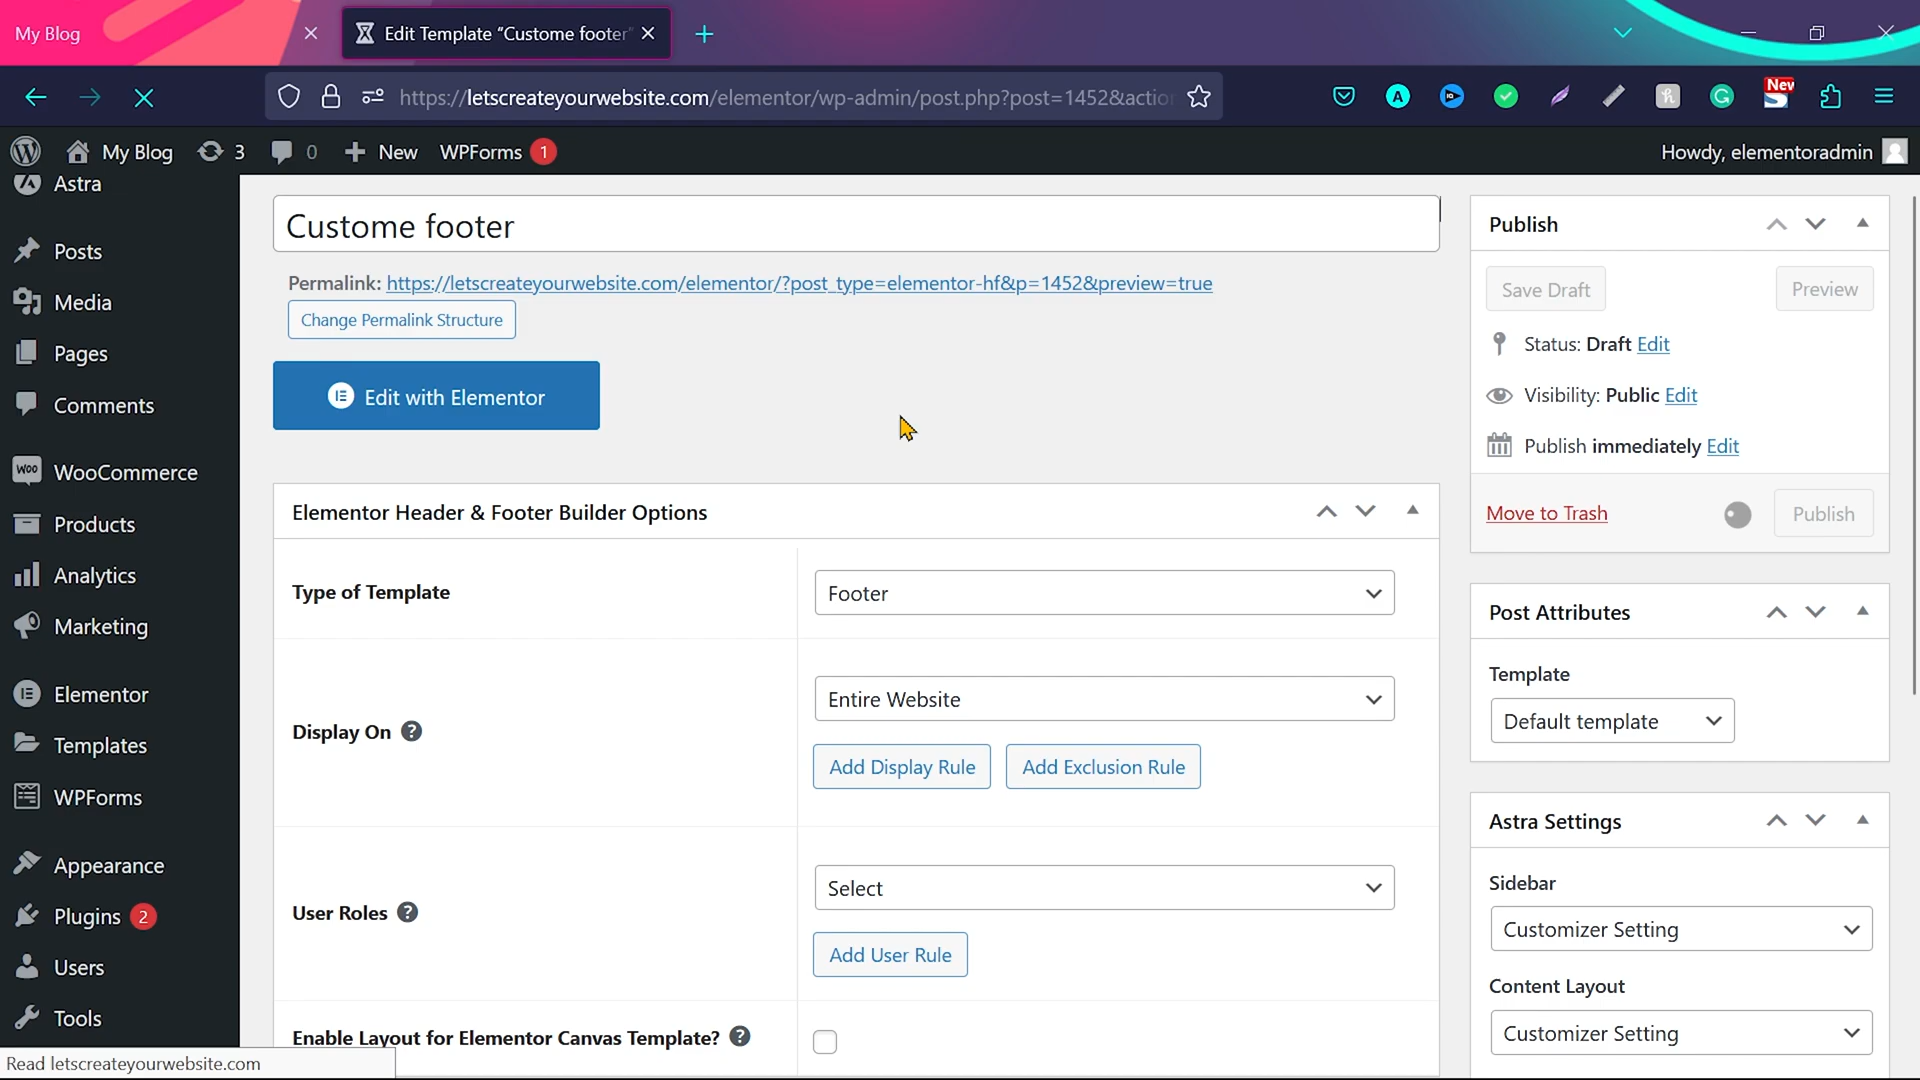 My Blog
Edit Template “Custome footer”
https://letscreateyourwebsite.com/elementor/wp-admin/post.php?post=1452&action
New
My Blog
3
0
New
WPForms
1
Howdy, elementoradmin
Astra
Posts
Media
Pages
Comments
WooCommerce
Products
Analytics
Marketing
Elementor
Templates
WPForms
Appearance
Plugins 2
Users
Tools
Read letscreateyourwebsite.com
Custome footer
Permalink: https://letscreateyourwebsite.com/elementor/?post_type=elementor-hf&p=1452&preview=true
Change Permalink Structure
Edit with Elementor
Elementor Header & Footer Builder Options
Type of Template
Footer
Display On
Entire Website
Add Display Rule
Add Exclusion Rule
User Roles
Select
Add User Rule
Enable Layout for Elementor Canvas Template?
Publish
Save Draft
Preview
Status: Draft Edit
Visibility: Public Edit
Publish immediately Edit
Move to Trash
Publish
Post Attributes
Template
Default template
Astra Settings
Sidebar
Customizer Setting
Content Layout
Customizer Setting